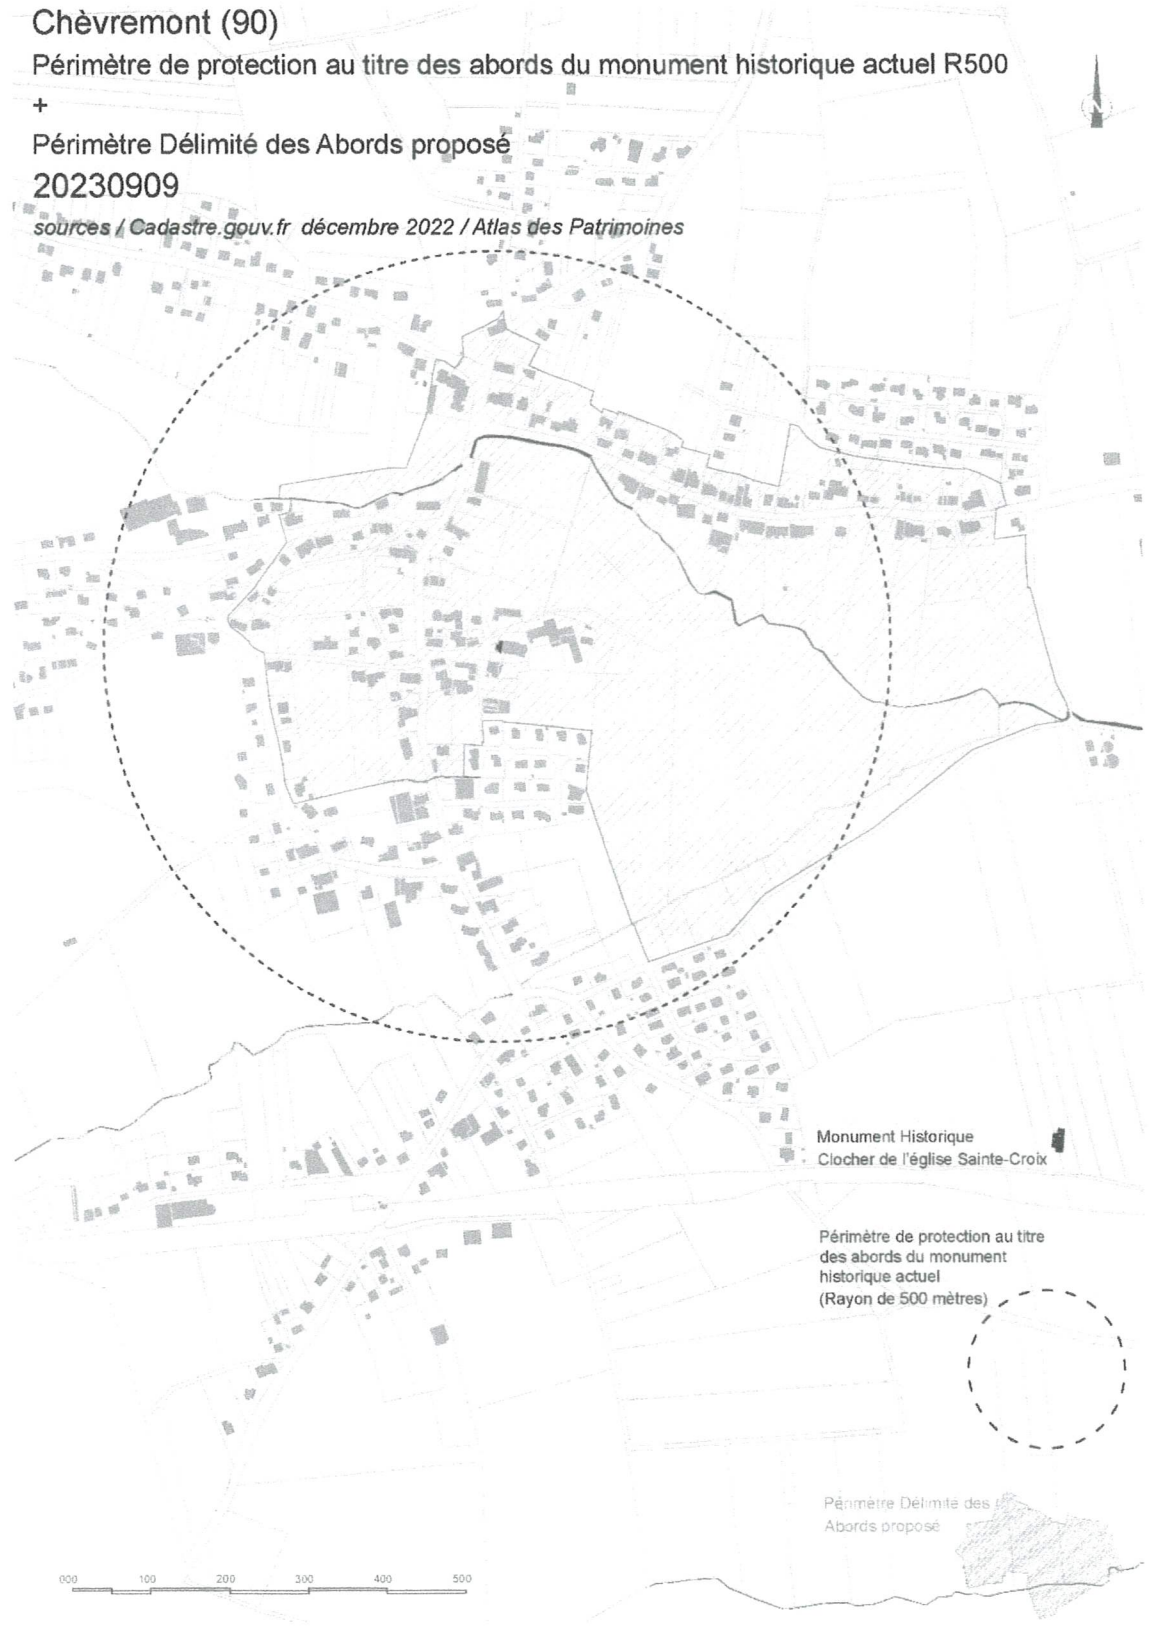 Chèvremont (90)
Périmètre de protection au titre des abords du monument historique actuel R500
+
Périmètre Délimité des Abords proposé
20230909
sources / Cadastre.gouv.fr décembre 2022 / Atlas des Patrimoines
N
Monument Historique
Clocher de l'église Sainte-Croix
Périmètre de protection au titre
des abords du monument
historique actuel
(Rayon de 500 mètres)
Périmètre Délimité des
Abords proposé
000 100 200 300 400 500